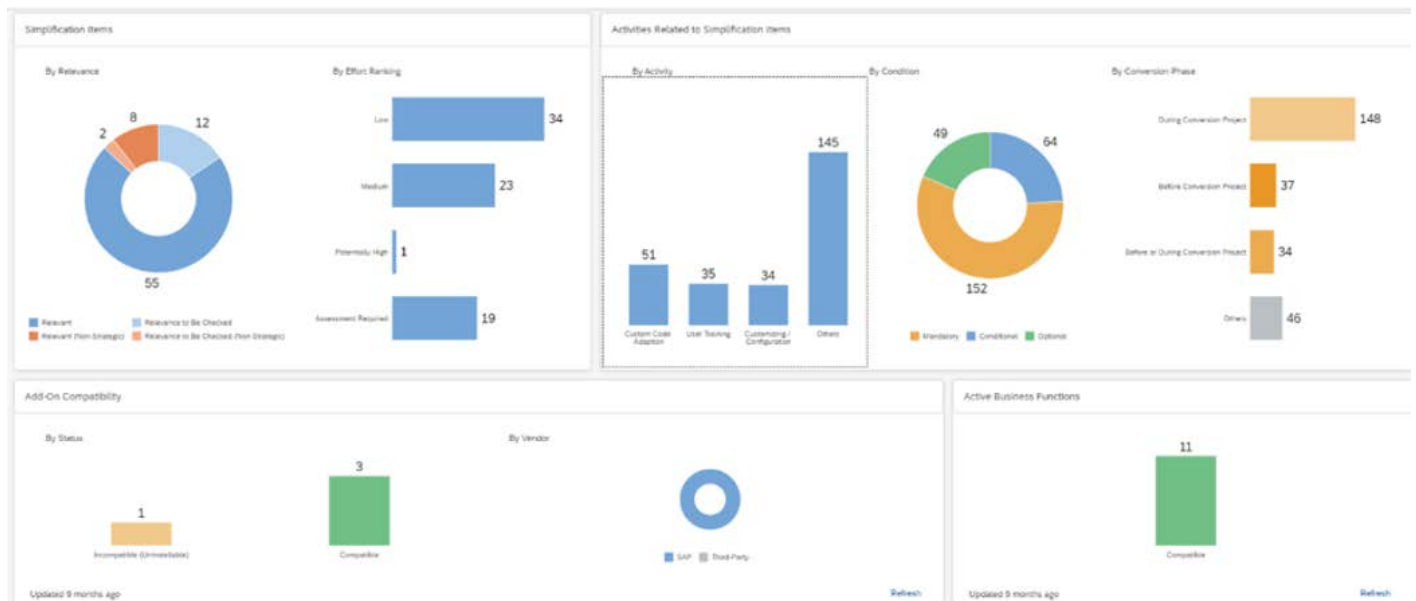 Simplification Items
By Relevance
8
2
12
55
Relevant
Relevance to Be Checked
Relevant (Non-Strategic)
Relevance to Be Checked (Non Strategic)
By Effort Ranking
Low
34
Medium
23
Potentially High
1
Assessment Required
19
Activities Related to Simplification Items
By Activity
51
35
34
145
Custom Code
Adaption
User Training
Customizing /
Configuration
Others
By Condition
49
64
152
Mandatory
Conditional
Optional
By Conversion Phase
During Conversion Project
148
Before Conversion Project
37
Before or During Conversion Project
34
Others
46
Add-On Compatibility
By Status
1
3
Incompatible (Uninstallable)
Compatible
By Vendor
SAP
Third-Party
Updated 9 months ago
Refresh
Active Business Functions
11
Compatible
Updated 9 months ago
Refresh